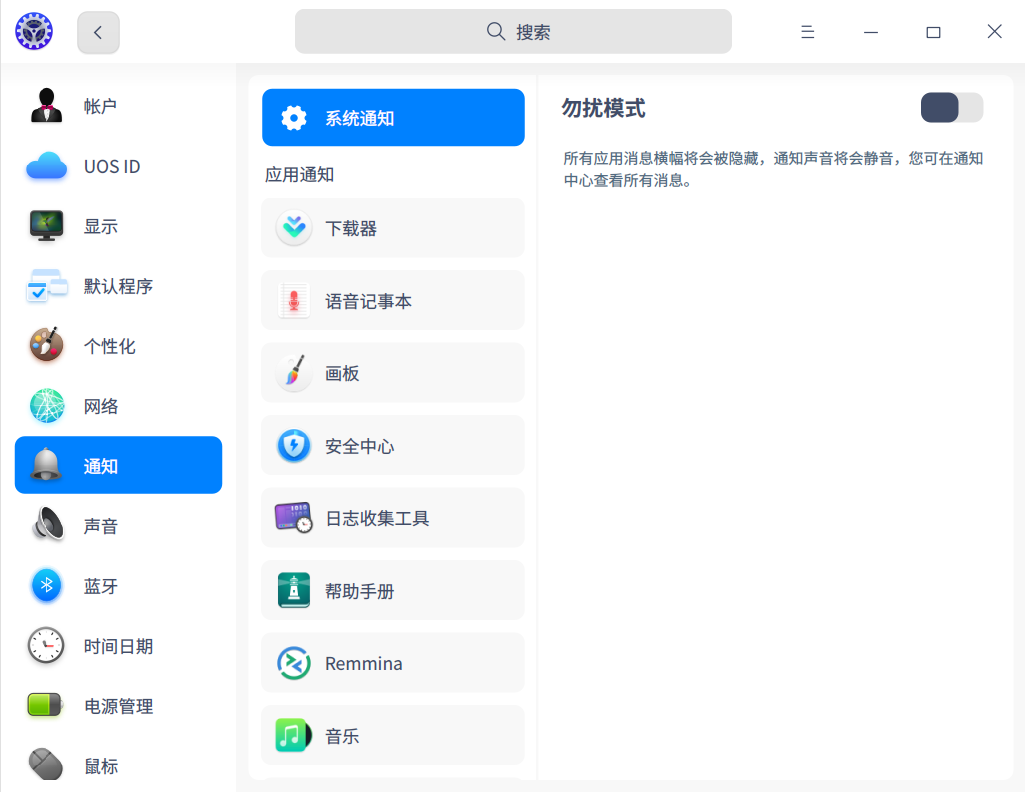 搜索
帐户
UOS ID
显示
默认程序
个性化
网络
通知
声音
蓝牙
时间日期
电源管理
鼠标
系统通知
应用通知
下载器
语音记事本
画板
安全中心
日志收集工具
帮助手册
Remmina
音乐
勿扰模式
所有应用消息横幅将会被隐藏，通知声音将会静音，您可在通知
中心查看所有消息。